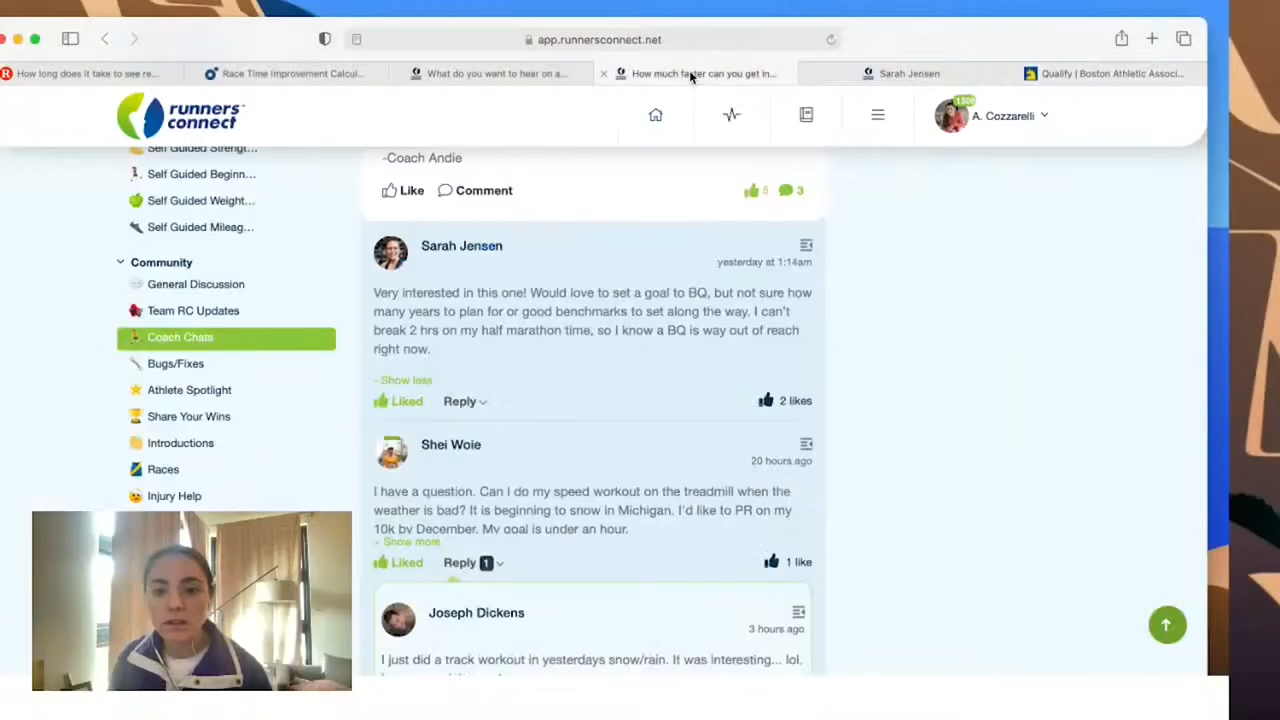 app.runnersconnect.net
How long does it take to see re...
Race Time Improvement Calcul...
What do you want to hear on a...
How much faster can you get in...
Sarah Jensen
Qualify | Boston Athletic Associ...
runners
connect
1506
A. Cozzarelli
Self Guided Strengt...
Self Guided Beginn...
Self Guided Weight...
Self Guided Mileag...
Community
General Discussion
Team RC Updates
Coach Chats
Bugs/Fixes
Athlete Spotlight
Share Your Wins
Introductions
Races
Injury Help
-Coach Andie
Like
Comment
5
3
Sarah Jensen
yesterday at 1:14am
Very interested in this one! Would love to set a goal to BQ, but not sure how
many years to plan for or good benchmarks to set along the way. I can't
break 2 hrs on my half marathon time, so I know a BQ is way out of reach
right now.
- Show less
Liked
Reply
2 likes
Shei Woie
20 hours ago
I have a question. Can I do my speed workout on the treadmill when the
weather is bad? It is beginning to snow in Michigan. I'd like to PR on my
10k by December. My goal is under an hour.
- Show more
Liked
Reply 1
1 like
Joseph Dickens
3 hours ago
I just did a track workout in yesterdays snow/rain. It was interesting... lol.